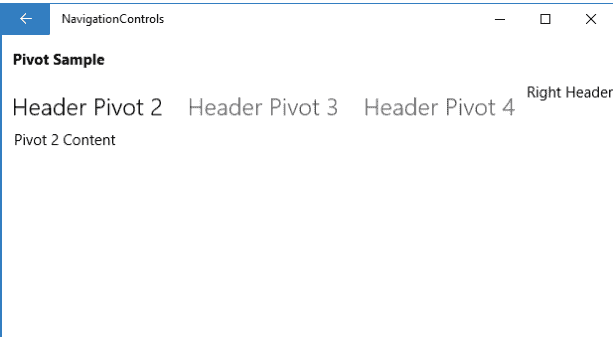 NavigationControls
Pivot Sample
Header Pivot 2 Header Pivot 3 Header Pivot 4 Right Header
Pivot 2 Content